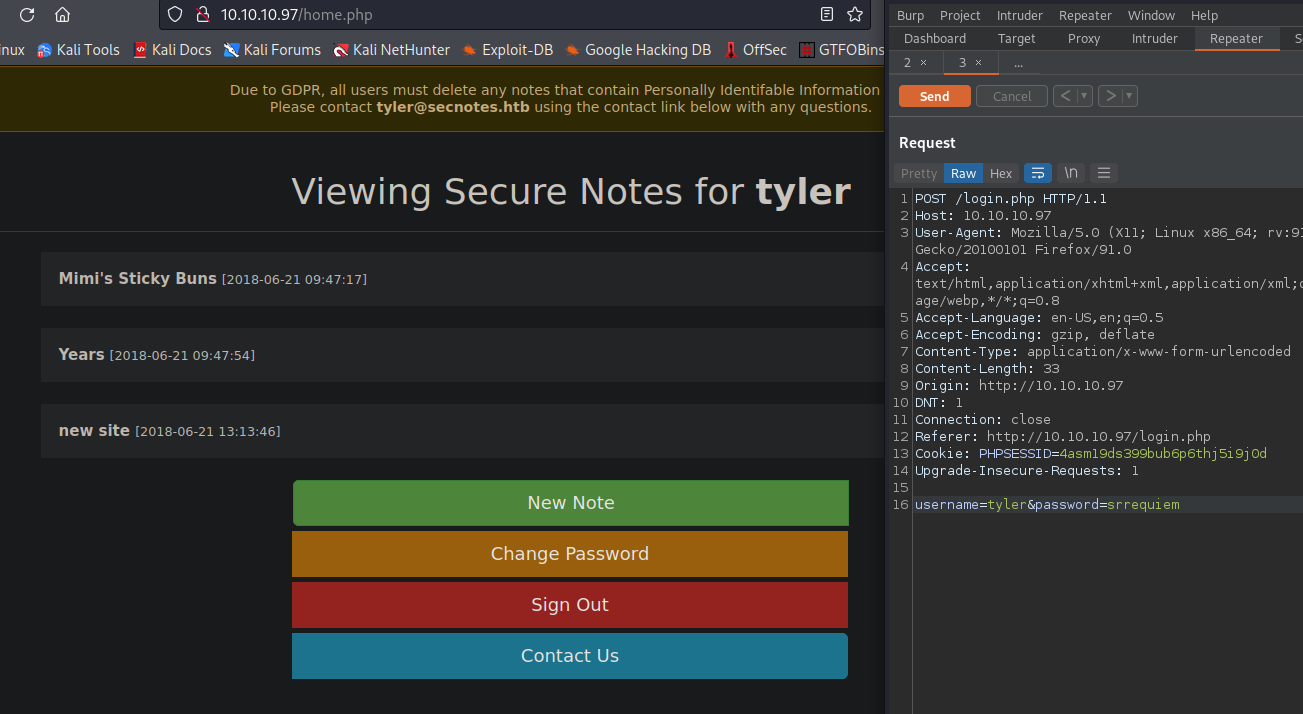 10.10.10.97/home.php
inux Kali Tools Kali Docs Kali Forums Kali NetHunter Exploit-DB Google Hacking DB OffSec GTFOBins
Due to GDPR, all users must delete any notes that contain Personally Identifable Information
Please contact tyler@secnotes.htb using the contact link below with any questions.
Viewing Secure Notes for tyler
Mimi's Sticky Buns [2018-06-21 09:47:17]
Years [2018-06-21 09:47:54]
new site [2018-06-21 13:13:46]
New Note
Change Password
Sign Out
Contact Us
Burp Project Intruder Repeater Window Help
Dashboard Target Proxy Intruder Repeater S
2 × 3 × ...
Send Cancel < ▼ > ▼
Request
Pretty Raw Hex \n
1 POST /login.php HTTP/1.1
2 Host: 10.10.10.97
3 User-Agent: Mozilla/5.0 (X11; Linux x86_64; rv:91
Gecko/20100101 Firefox/91.0
4 Accept:
text/html,application/xhtml+xml,application/xml;q
age/webp,*/*;q=0.8
5 Accept-Language: en-US,en;q=0.5
6 Accept-Encoding: gzip, deflate
7 Content-Type: application/x-www-form-urlencoded
8 Content-Length: 33
9 Origin: http://10.10.10.97
10 DNT: 1
11 Connection: close
12 Referer: http://10.10.10.97/login.php
13 Cookie: PHPSESSID=4asm19ds399bub6p6thj5i9j0d
14 Upgrade-Insecure-Requests: 1
15
16 username=tyler&password=srrequiem